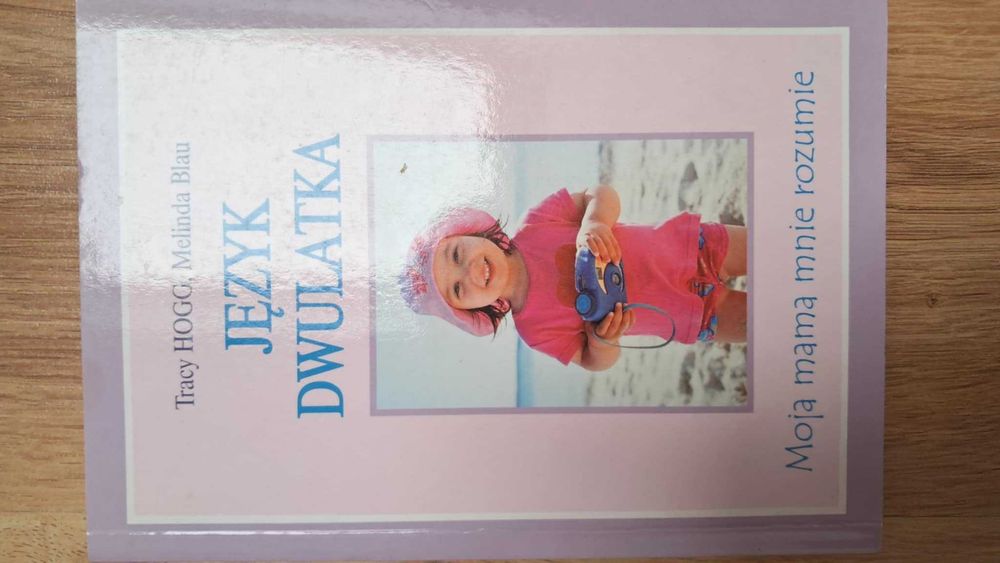 Tracy HOGG, Melinda Blau
JĘZYK
DWULATKA
Moja mama mnie rozumie